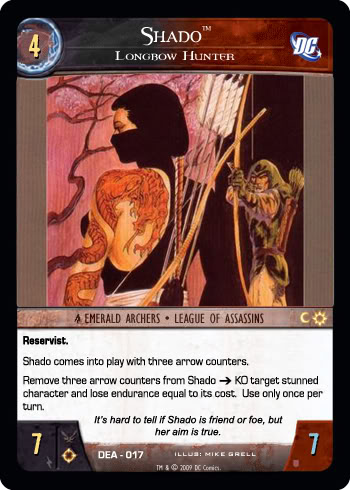 4
SHADO™
LONGBOW HUNTER
DC
EMERALD ARCHERS • LEAGUE OF ASSASSINS
C
Reservist.
Shado comes into play with three arrow counters.
Remove three arrow counters from Shado → KO target stunned
character and lose endurance equal to its cost. Use only once per
turn.
It's hard to tell if Shado is friend or foe, but
her aim is true.
7
DEA - 017
ILLUS: MIKE GRELL
7
TM & © 2009 DC Comics.